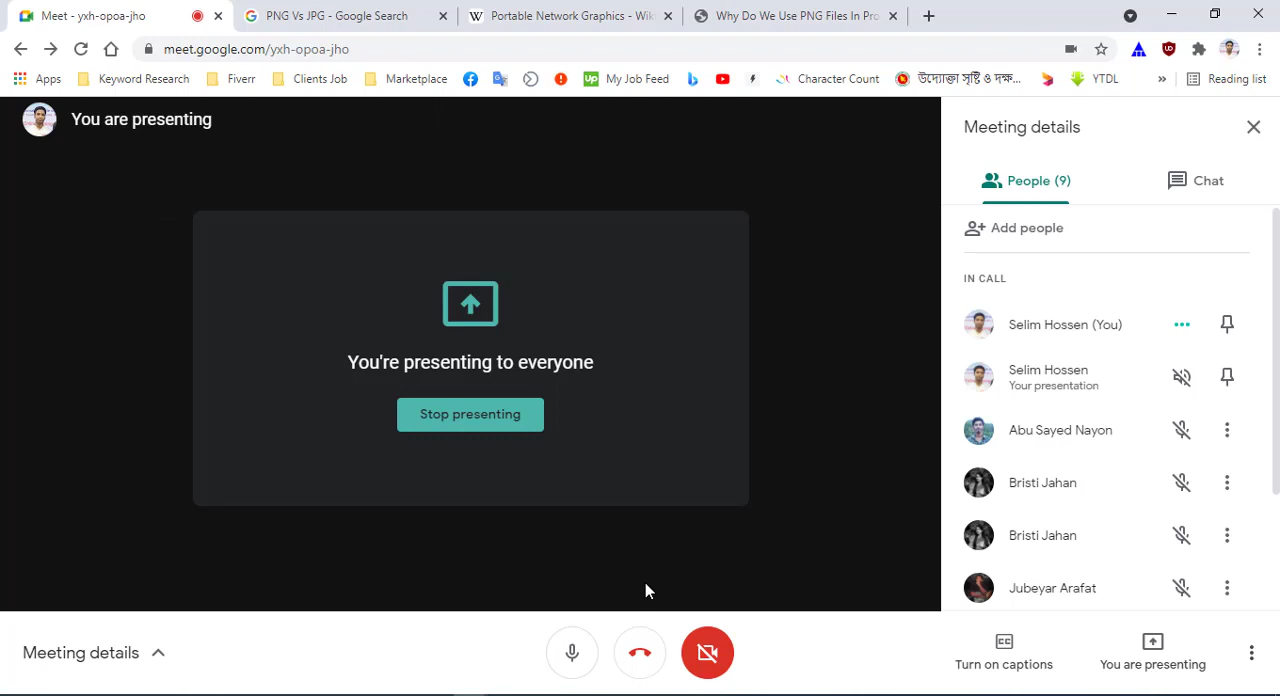 Meet - yxh-opoa-jho
PNG Vs JPG - Google Search
Portable Network Graphics - Wik
Why Do We Use PNG Files In Pro
meet.google.com/yxh-opoa-jho
Apps
Keyword Research
Fiverr
Clients Job
Marketplace
My Job Feed
Character Count
উদ্যোক্তা সৃষ্টি ও দক্ষ...
YTDL
»
Reading list
You are presenting
You're presenting to everyone
Stop presenting
Meeting details
People (9)
Chat
Add people
IN CALL
Selim Hossen (You)
Selim Hossen
Your presentation
Abu Sayed Nayon
Bristi Jahan
Bristi Jahan
Jubeyar Arafat
Meeting details
Turn on captions
You are presenting